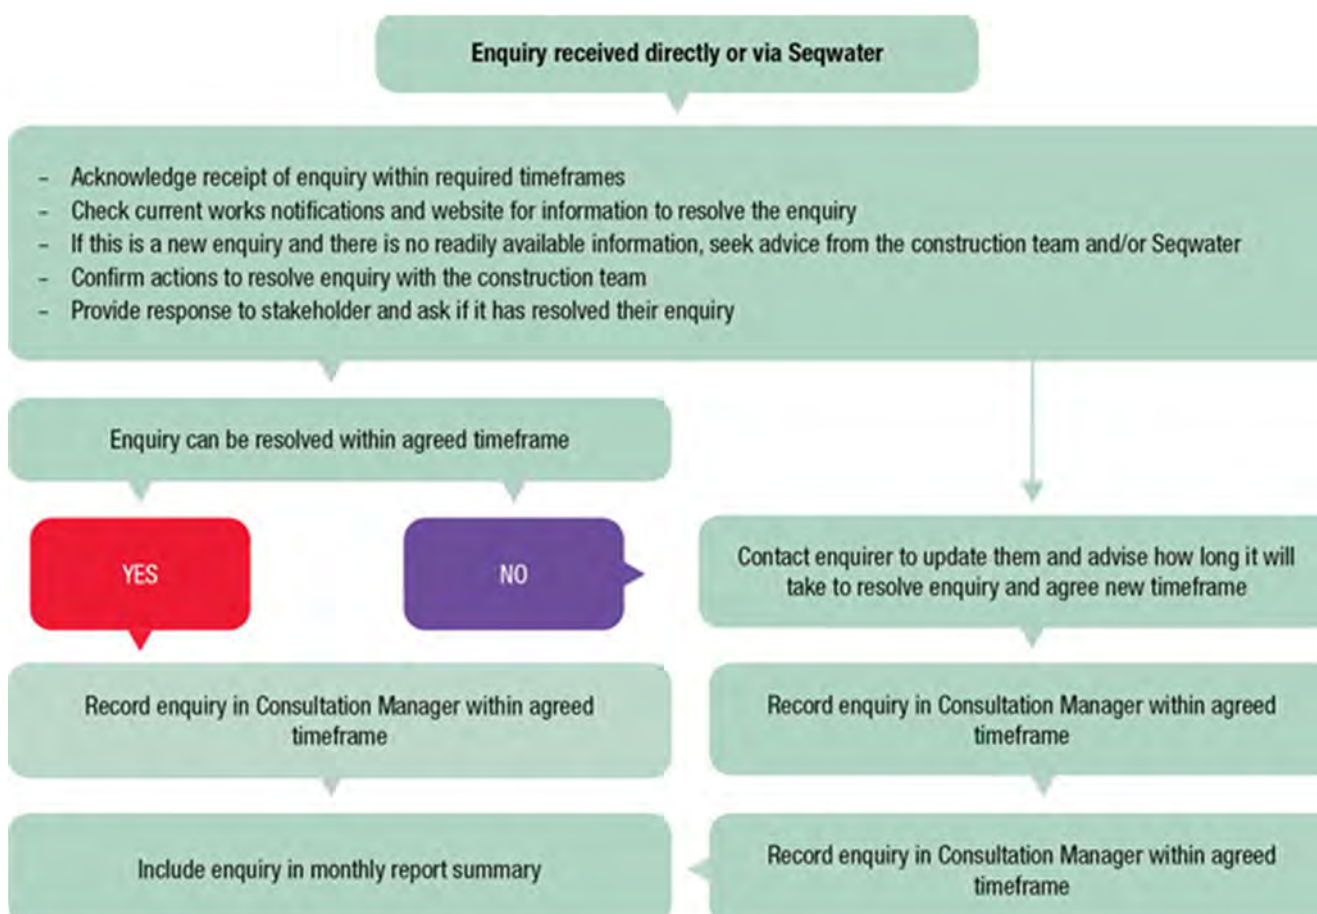 Enquiry received directly or via Seqwater
- Acknowledge receipt of enquiry within required timeframes
- Check current works notifications and website for information to resolve the enquiry
- If this is a new enquiry and there is no readily available information, seek advice from the construction team and/or Seqwater
- Confirm actions to resolve enquiry with the construction team
- Provide response to stakeholder and ask if it has resolved their enquiry
Enquiry can be resolved within agreed timeframe
YES
NO
Contact enquirer to update them and advise how long it will
take to resolve enquiry and agree new timeframe
Record enquiry in Consultation Manager within agreed
timeframe
Record enquiry in Consultation Manager within agreed
timeframe
Include enquiry in monthly report summary
Record enquiry in Consultation Manager within agreed
timeframe